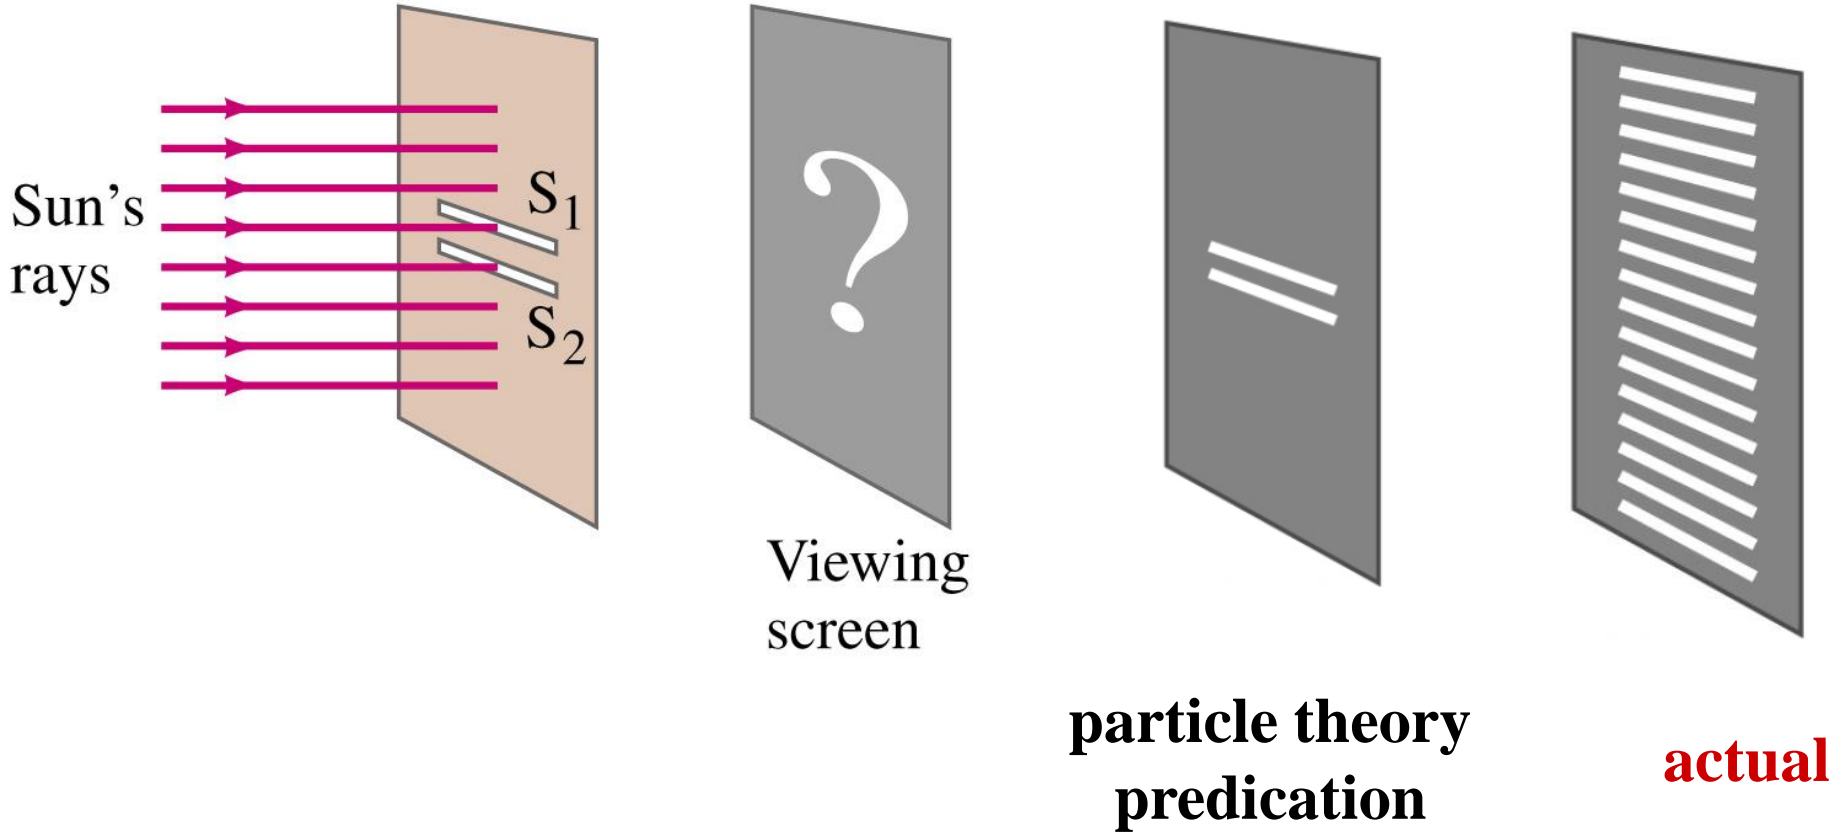 Sun’s
rays
S1
S2
?
Viewing
screen
particle theory
predication
actual